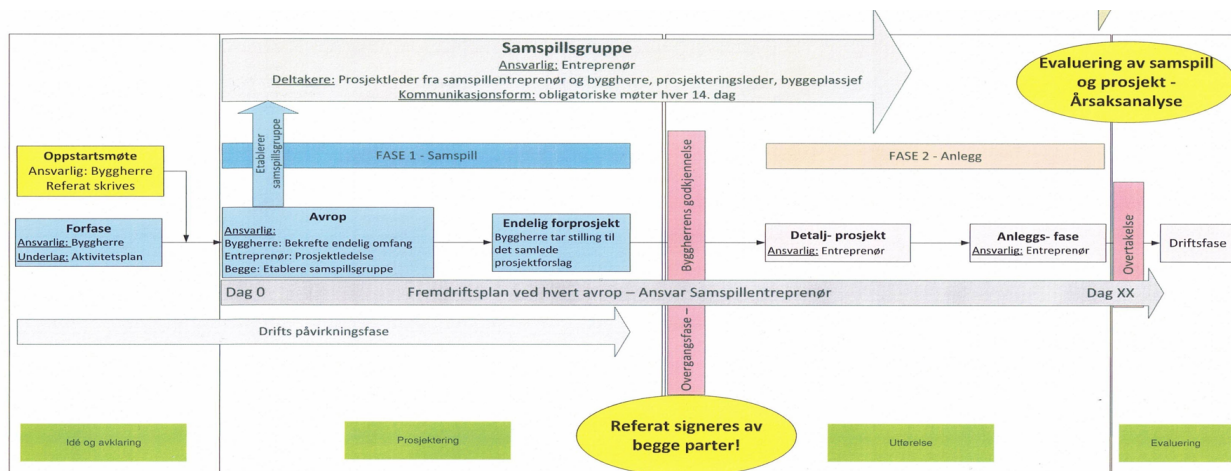 Samspillsgruppe
Ansvarlig: Entreprenør
Deltakere: Prosjektleder fra samspillentreprenør og byggherre, prosjekteringsleder, byggeplassjef
Kommunikasjonsform: obligatoriske møter hver 14. dag
Evaluering av samspill
og prosjekt -
Årsaksanalyse
Oppstartsmøte
Ansvarlig: Byggherre
Referat skrives
Etablerer
samspillsgruppe
FASE 1 - Samspill
FASE 2 - Anlegg
Forfase
Ansvarlig: Byggherre
Underlag: Aktivitetsplan
Avrop
Ansvarlig:
Byggherre: Bekrefte endelig omfang
Entreprenør: Prosjektledelse
Begge: Etablere samspillsgruppe
Endelig forprosjekt
Byggherre tar stilling til
det samlede
prosjektforslag
Overgangsfase – Byggherrens godkjennelse
Detalj- prosjekt
Ansvarlig: Entreprenør
Anleggs- fase
Ansvarlig: Entreprenør
Overtakelse
Driftsfase
Dag 0
Fremdriftsplan ved hvert avrop – Ansvar Samspillentreprenør
Dag XX
Drifts påvirkningsfase
Referat signeres av
begge parter!
Idé og avklaring
Prosjektering
Utførelse
Evaluering